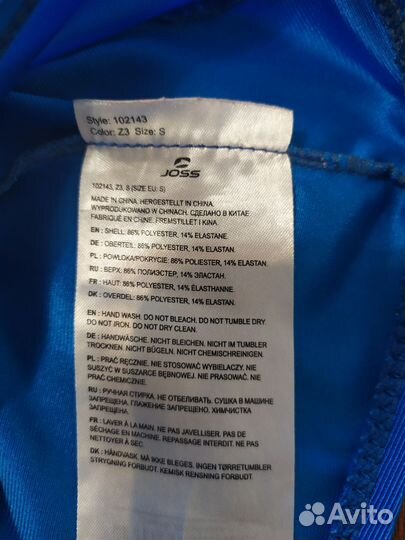 Style: 102143
Color: Z3 Size: S
JOSS
102143, Z3, S (SIZE EU: S)
MADE IN CHINA. HERGESTELLT IN CHINA.
WYPRODUKOWANO W CHINACH. СДЕЛАНО В КИТАЕ
FABRIQUÉ EN CHINE. FREMSTILLET I KINA.
EN : SHELL: 86% POLYESTER, 14% ELASTANE.
DE : OBERTEIL: 86% POLYESTER, 14% ELASTAN.
PL : POWŁOKA/POKRYCIE: 86% POLIESTER, 14% ELASTAN.
RU : ВЕРХ: 86% ПОЛИЭСТЕР, 14% ЭЛАСТАН.
FR : HAUT: 86% POLYESTER, 14% ÉLASTHANNE.
DK : OVERDEL: 86% POLYESTER, 14% ELASTAN.
EN : HAND WASH. DO NOT BLEACH. DO NOT TUMBLE DRY
DO NOT IRON. DO NOT DRY CLEAN.
DE : HANDWÄSCHE. NICHT BLEICHEN. NICHT IM TUMBLER
TROCKNEN. NICHT BÜGELN. NICHT CHEMISCHREINIGEN.
PL : PRAĆ RĘCZNIE. NIE STOSOWAĆ WYBIELACZY. NIE
SUSZYĆ W SUSZARCE BĘBNOWEJ. NIE PRASOWAĆ. NIE
PRAĆ CHEMICZNIE.
RU : РУЧНАЯ СТИРКА. НЕ ОТБЕЛИВАТЬ. СУШКА В МАШИНЕ
ЗАПРЕЩЕНА. ГЛАЖЕНИЕ ЗАПРЕЩЕНО. ХИМЧИСТКА
ЗАПРЕЩЕНА.
FR : LAVER À LA MAIN. NE PAS JAVELLISER. PAS DE
SÉCHAGE EN MACHINE. REPASSAGE INTERDIT. NE PAS
NETTOYER À SEC.
DK : HÅNDVASK. MÅ IKKE BLEGES. INGEN TØRRETUMBLER
STRYGNING FORBUDT. KEMISK RENSNING FORBUDT.
Avito